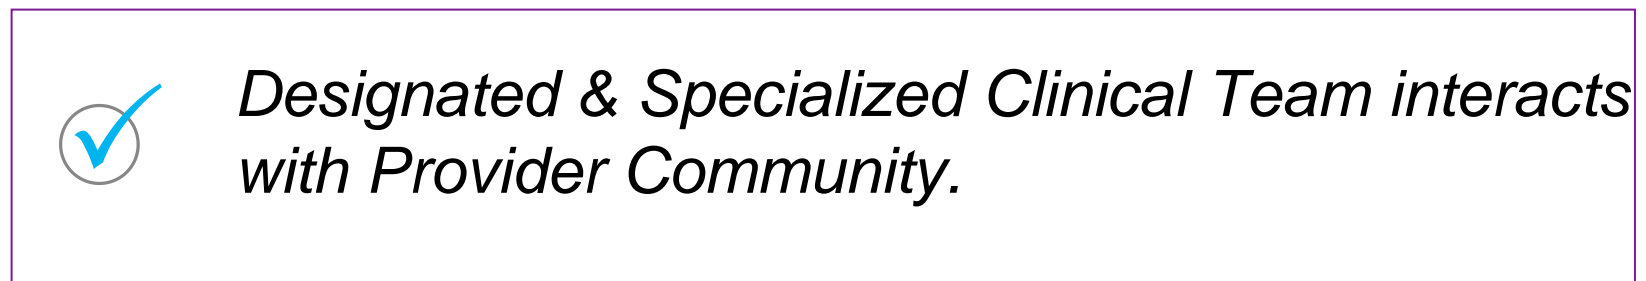 Designated & Specialized Clinical Team interacts
with Provider Community.